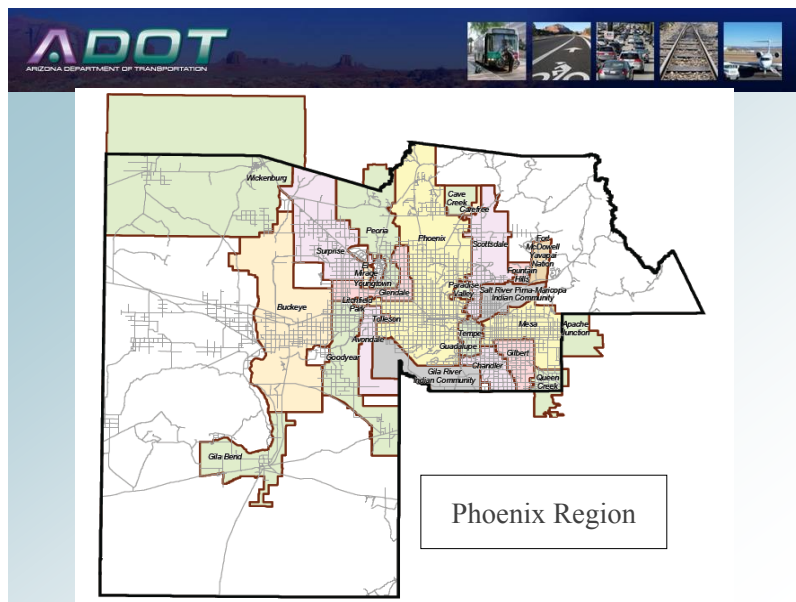 ADOT
ARIZONA DEPARTMENT OF TRANSPORTATION
Wickenburg
Cave
Creek
Carefree
Peoria
Phoenix
Scottsdale
Surprise
Fort
McDowell
Yavapai
Nation
El
Mirage
Youngtown
Fountain
Hills
Glendale
Paradise
Valley
Salt River Pima-Maricopa
Indian Community
Buckeye
Litchfield
Park
Tolleson
Mesa
Apache
Junction
Tempe
Avondale
Guadalupe
Goodyear
Gilbert
Chandler
Gila River
Indian Community
Queen
Creek
Gila Bend
Phoenix Region